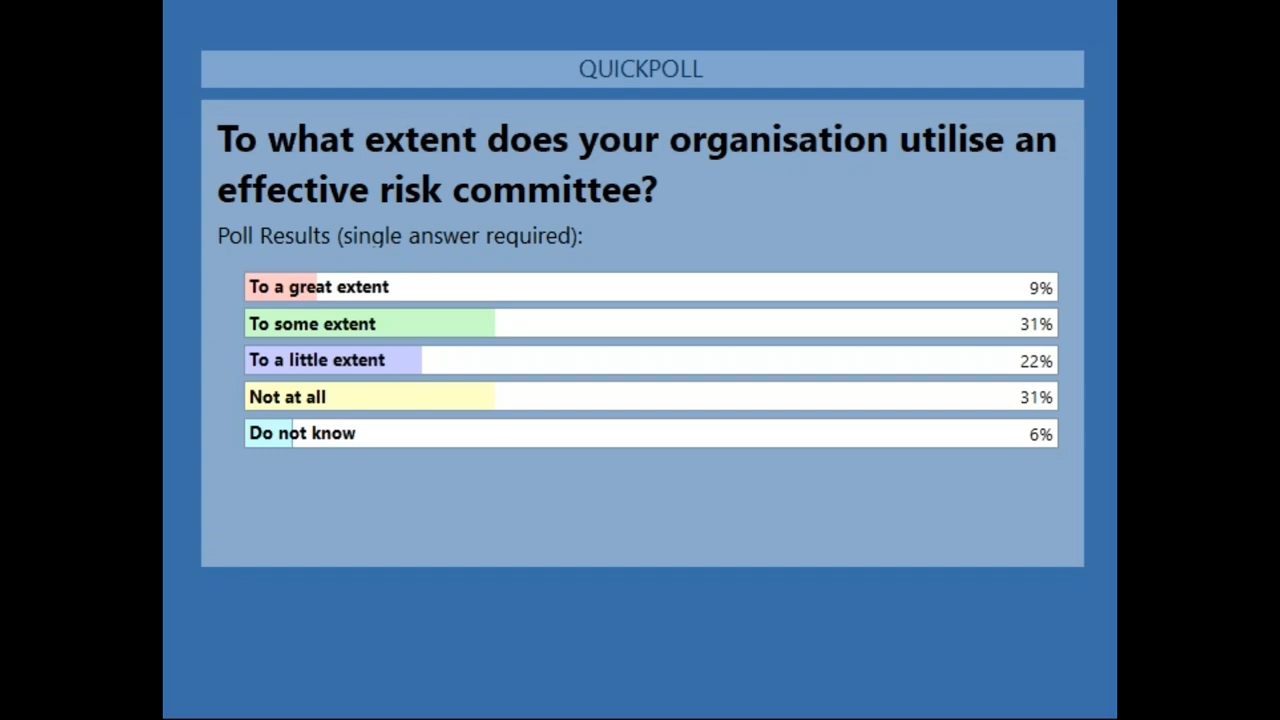 QUICKPOLL
To what extent does your organisation utilise an
effective risk committee?
Poll Results (single answer required):
To a great extent 9%
To some extent 31%
To a little extent 22%
Not at all 31%
Do not know 6%